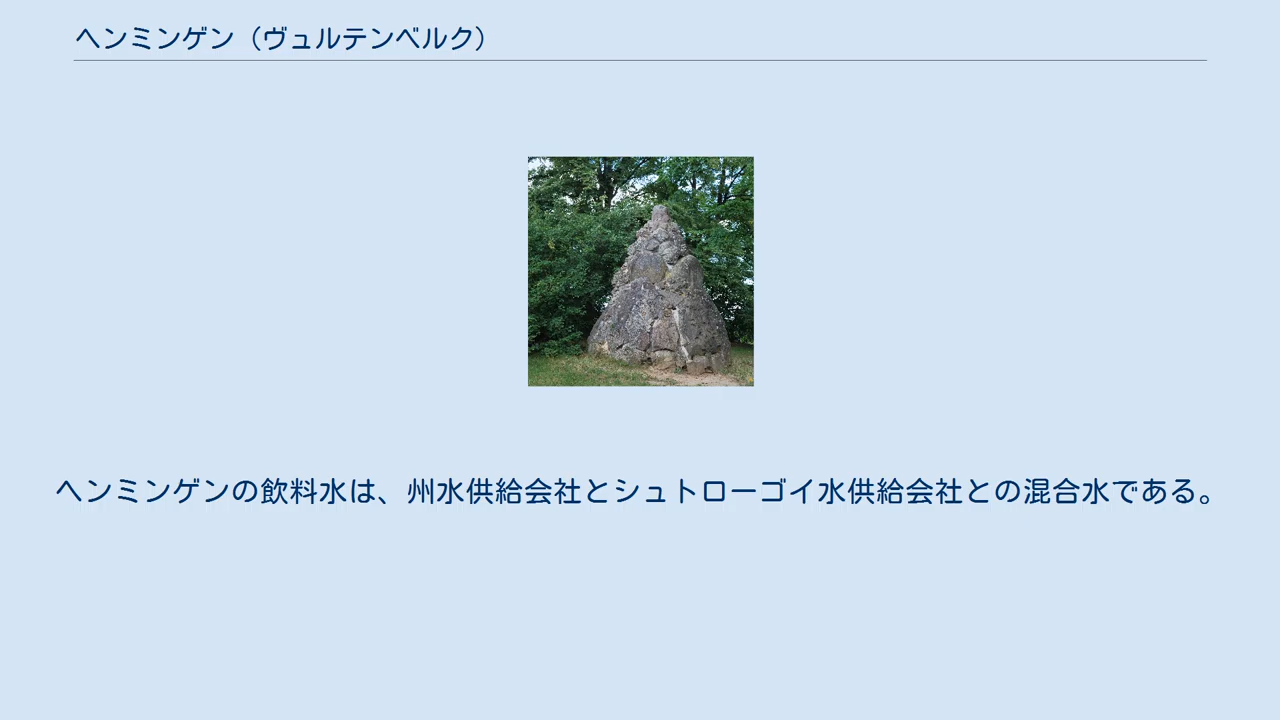 ヘンミンゲン（ヴュルテンベルク）
ヘンミンゲンの飲料水は、州水供給会社とシュトローゴイ水供給会社との混合水である。